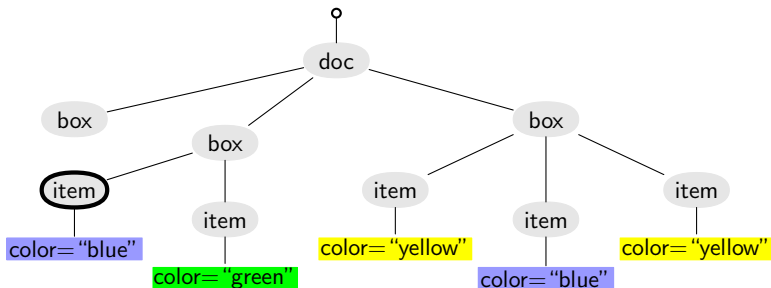 doc
box
box
box
item
item
item
item
item
color="blue"
color="green"
color="yellow"
color="blue"
color="yellow"